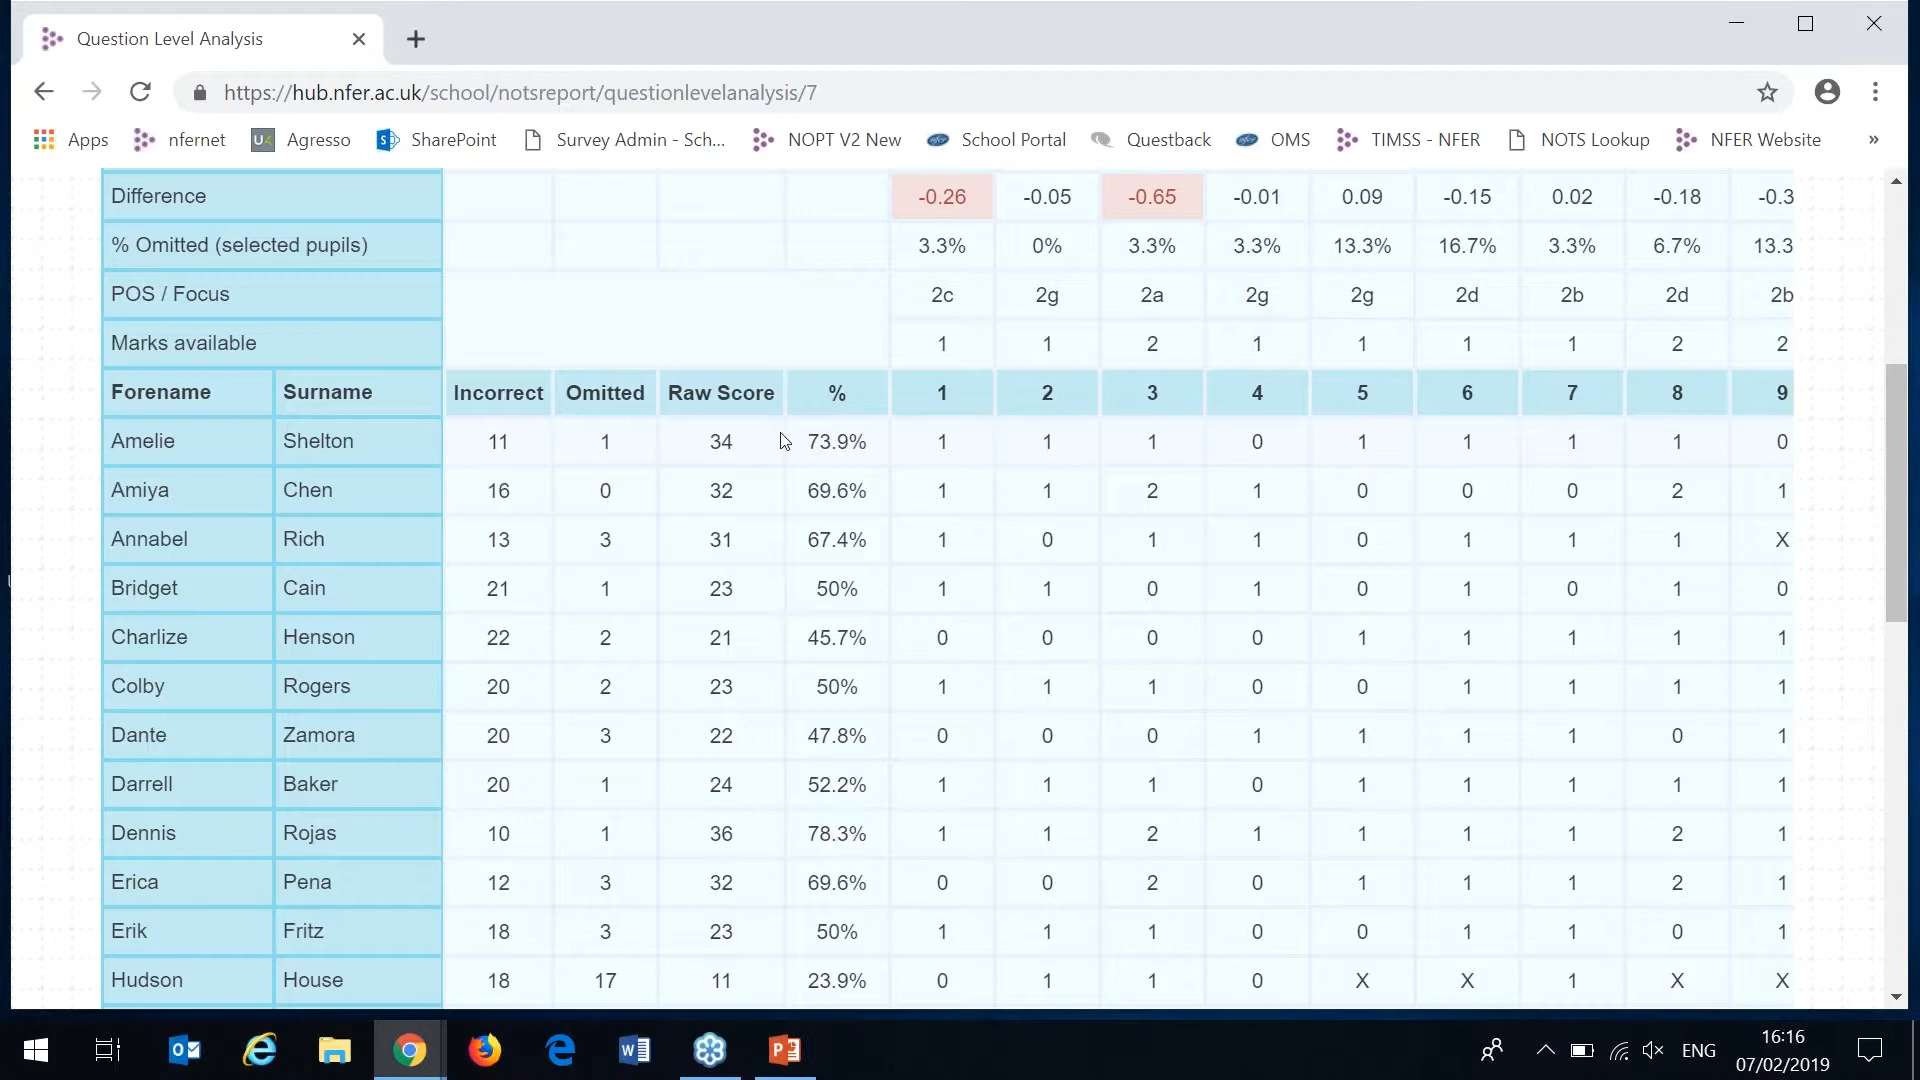 Question Level Analysis
https://hub.nfer.ac.uk/school/notsreport/questionlevelanalysis/7
Apps nfernet Agresso SharePoint Survey Admin - Sch... NOPT V2 New School Portal Questback OMS TIMSS - NFER NOTS Lookup NFER Website »
Difference -0.26 -0.05 -0.65 -0.01 0.09 -0.15 0.02 -0.18 -0.3
% Omitted (selected pupils) 3.3% 0% 3.3% 3.3% 13.3% 16.7% 3.3% 6.7% 13.3
POS / Focus 2c 2g 2a 2g 2g 2d 2b 2d 2b
Marks available 1 1 2 1 1 1 1 2 2
Forename Surname Incorrect Omitted Raw Score % 1 2 3 4 5 6 7 8 9
Amelie Shelton 11 1 34 73.9% 1 1 1 0 1 1 1 1 0
Amiya Chen 16 0 32 69.6% 1 1 2 1 0 0 0 2 1
Annabel Rich 13 3 31 67.4% 1 0 1 1 0 1 1 1 X
Bridget Cain 21 1 23 50% 1 1 0 1 0 1 0 1 0
Charlize Henson 22 2 21 45.7% 0 0 0 0 1 1 1 1 1
Colby Rogers 20 2 23 50% 1 1 1 0 0 1 1 1 1
Dante Zamora 20 3 22 47.8% 0 0 0 1 1 1 1 0 1
Darrell Baker 20 1 24 52.2% 1 1 1 0 1 1 1 1 1
Dennis Rojas 10 1 36 78.3% 1 1 2 1 1 1 1 2 1
Erica Pena 12 3 32 69.6% 0 0 2 0 1 1 1 2 1
Erik Fritz 18 3 23 50% 1 1 1 0 0 1 1 0 1
Hudson House 18 17 11 23.9% 0 1 1 0 X X 1 X X
ENG
16:16
07/02/2019